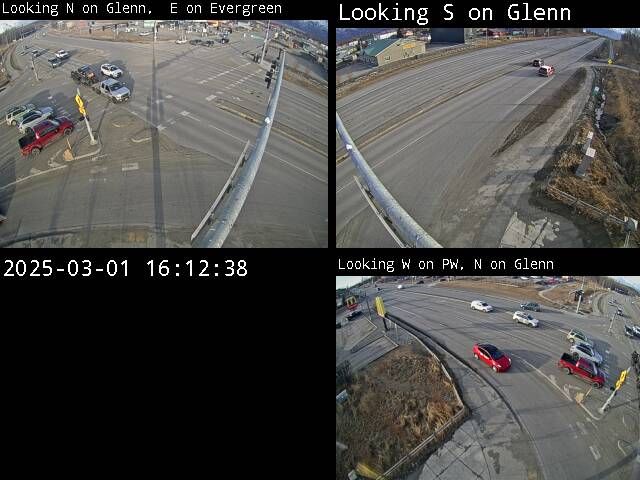 Looking N on Glenn,  E on Evergreen
Looking S on Glenn
2025-03-01 16:12:38
Looking W on PW, N on Glenn